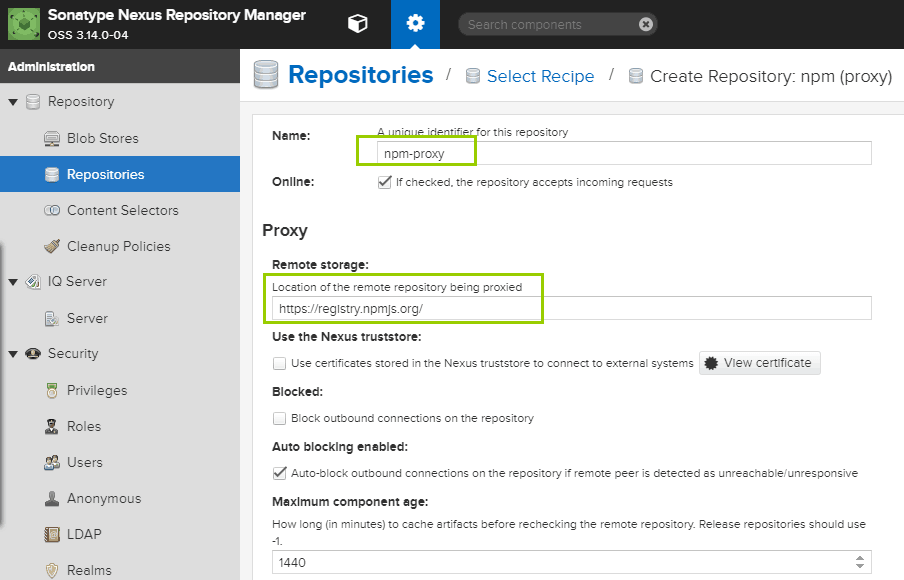 Sonatype Nexus Repository Manager
OSS 3.14.0-04
Search components
Administration
Repository
Blob Stores
Repositories
Content Selectors
Cleanup Policies
IQ Server
Server
Security
Privileges
Roles
Users
Anonymous
LDAP
Realms
Repositories / Select Recipe / Create Repository: npm (proxy)
Name:
A unique identifier for this repository
npm-proxy
Online:
If checked, the repository accepts incoming requests
Proxy
Remote storage:
Location of the remote repository being proxied
https://registry.npmjs.org/
Use the Nexus truststore:
Use certificates stored in the Nexus truststore to connect to external systems
View certificate
Blocked:
Block outbound connections on the repository
Auto blocking enabled:
Auto-block outbound connections on the repository if remote peer is detected as unreachable/unresponsive
Maximum component age:
How long (in minutes) to cache artifacts before rechecking the remote repository. Release repositories should use
-1.
1440